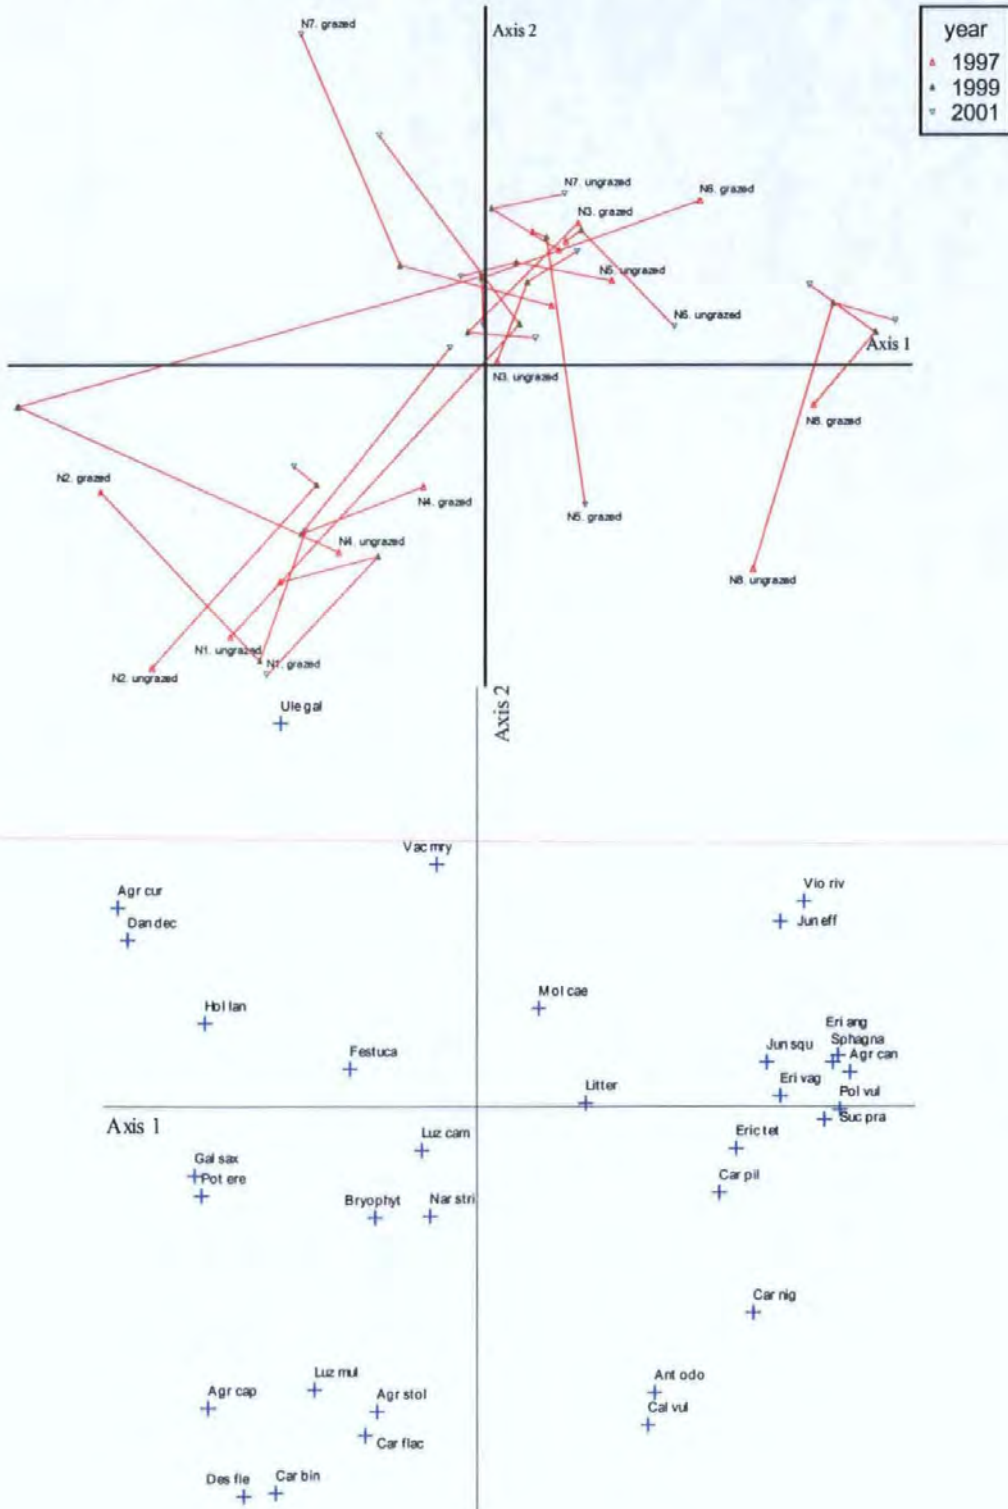 N7. grazed
Axis 2
year
1997
1999
2001
N7. ungrazed
N6. grazed
N3. grazed
N5. ungrazed
N6. ungrazed
Axis 1
N3. ungrazed
N8. grazed
N2. grazed
N4. grazed
N5. grazed
N4. ungrazed
N8. ungrazed
N1. ungrazed
N1. grazed
N2. ungrazed
Axis 2
Ule gal
Vac mry
Agr cur
Vio riv
Dan dec
Jun eff
Mol cae
Hol lan
Eri ang
Sphagna
Jun squ
Agr can
Festuca
Litter
Eri vag
Pol vul
Suc pra
Axis 1
Luz cam
Eric tet
Gal sax
Car pil
Pot ere
Bryophyt
Nar stri
Car nig
Luz mul
Ant odo
Agr cap
Agr stol
Cal vul
Car flac
Des fle
Car bin